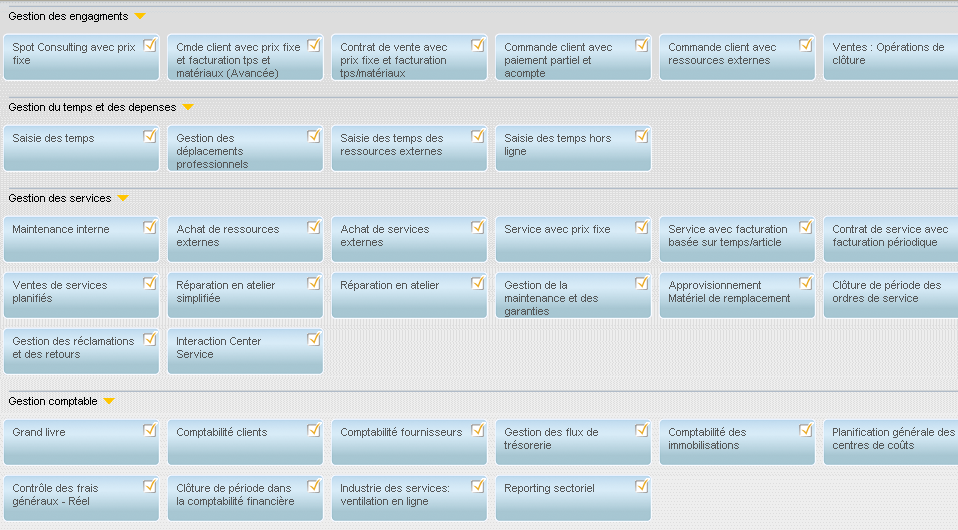 Gestion des engagments
Spot Consulting avec prix
fixe
Cmde client avec prix fixe
et facturation tps et
matériaux (Avancée)
Contrat de vente avec
prix fixe et facturation
tps/matériaux
Commande client avec
paiement partiel et
acompte
Commande client avec
ressources externes
Ventes : Opérations de
clôture
Gestion du temps et des depenses
Saisie des temps
Gestion des
déplacements
professionnels
Saisie des temps des
ressources externes
Saisie des temps hors
ligne
Gestion des services
Maintenance interne
Achat de ressources
externes
Achat de services
externes
Service avec prix fixe
Service avec facturation
basée sur temps/article
Contrat de service avec
facturation périodique
Ventes de services
planifiés
Réparation en atelier
simplifiée
Réparation en atelier
Gestion de la
maintenance et des
garanties
Approvisionnement
Matériel de remplacement
Clôture de période des
ordres de service
Gestion des réclamations
et des retours
Interaction Center
Service
Gestion comptable
Grand livre
Comptabilité clients
Comptabilité fournisseurs
Gestion des flux de
trésorerie
Comptabilité des
immobilisations
Planification générale des
centres de coûts
Contrôle des frais
généraux - Réel
Clôture de période dans
la comptabilité financière
Industrie des services:
ventilation en ligne
Reporting sectoriel